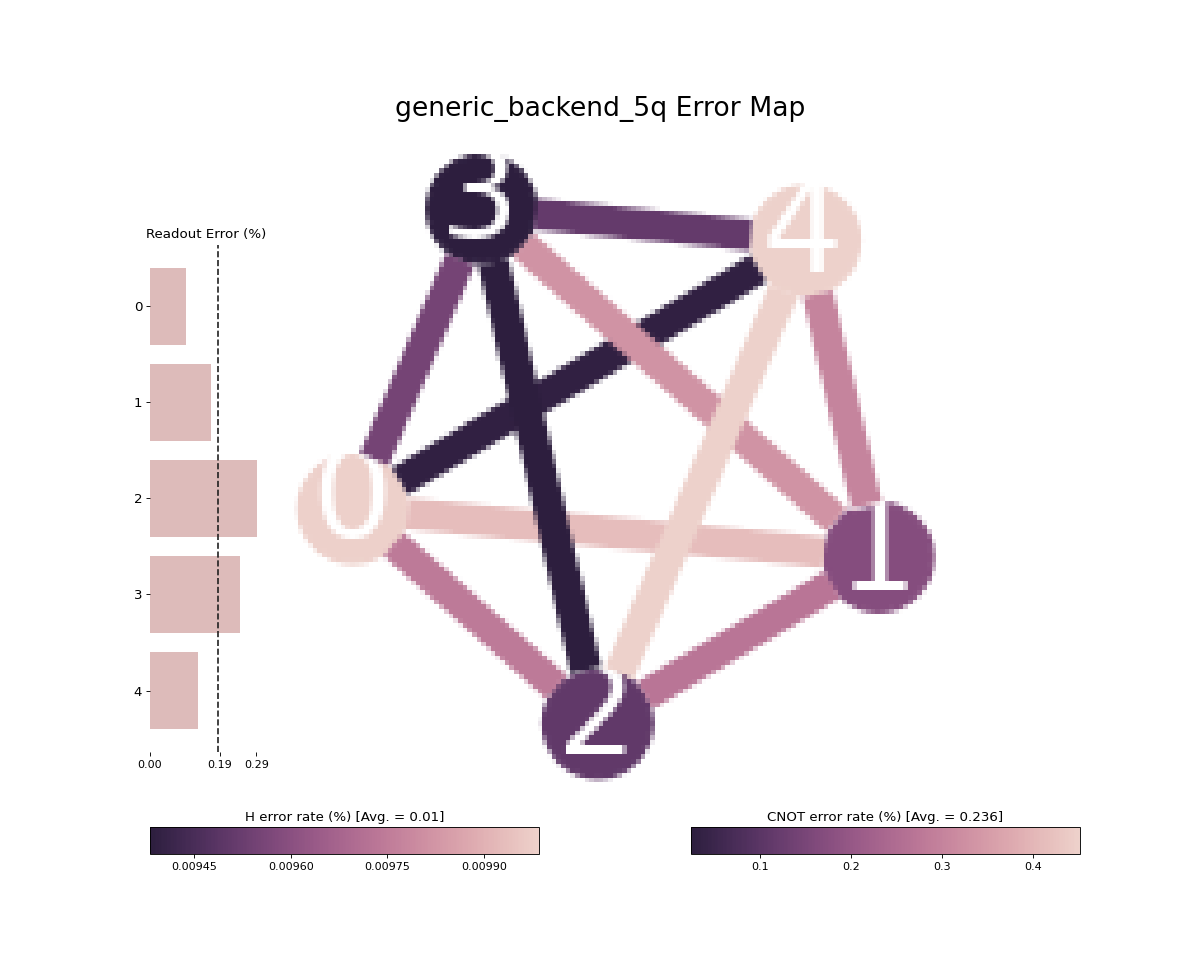 generic_backend_5q Error Map
3
4
Readout Error (%)
0
1
2
3
4
0
1
2
0.00 0.19 0.29
H error rate (%) [Avg. = 0.01]
CNOT error rate (%) [Avg. = 0.236]
0.00945 0.00960 0.00975 0.00990
0.1 0.2 0.3 0.4